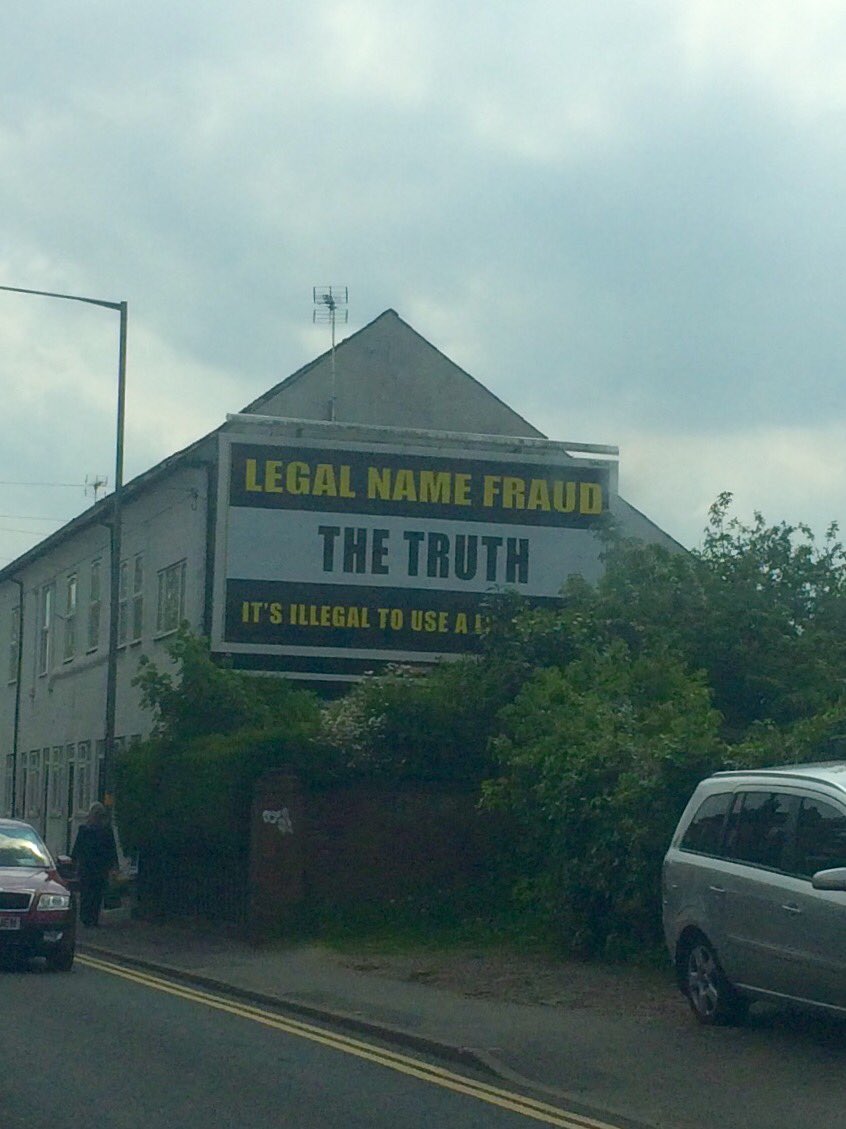 LEGAL NAME FRAUD
THE TRUTH
IT'S ILLEGAL TO USE A